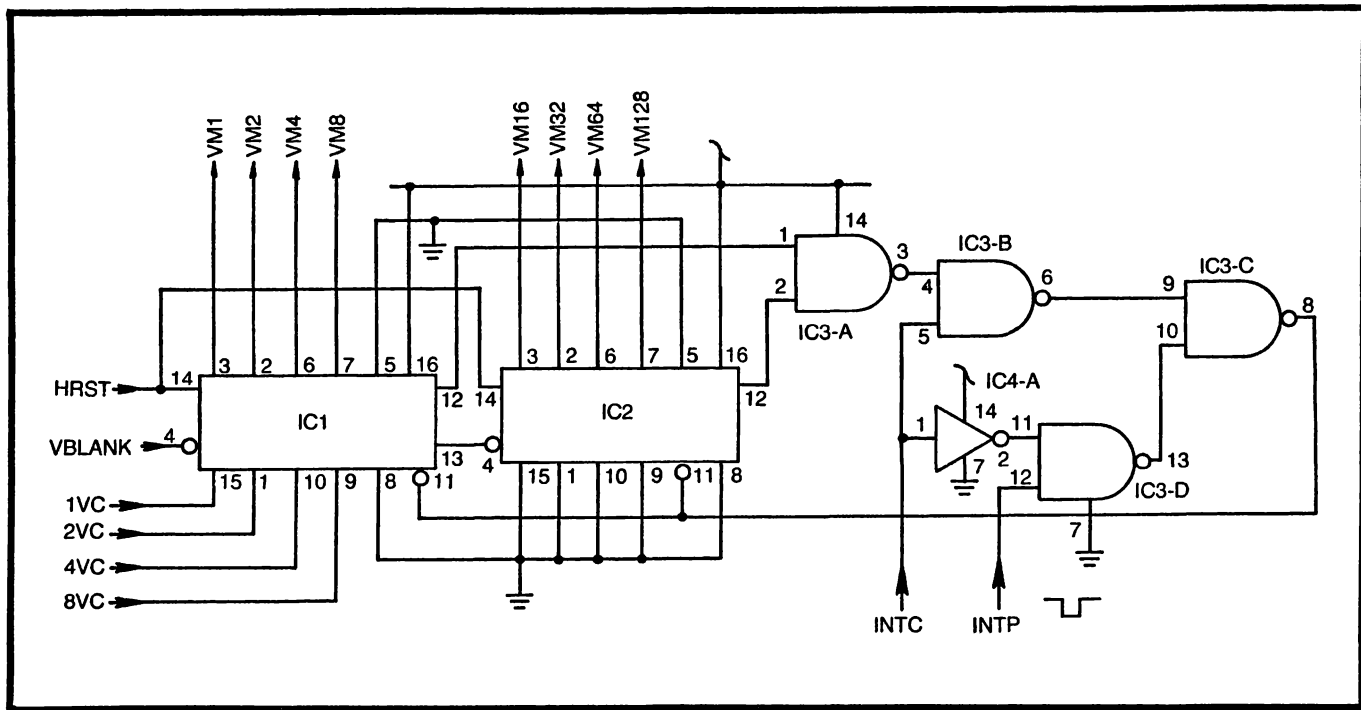 VM1
VM2
VM4
VM8
VM16
VM32
VM64
VM128
14
1
3
IC3-B
6
IC3-C
9
8
2
4
10
IC3-A
5
3 2 6 7 5 16
3 2 6 7 5 16
HRST
14
12
14
12
IC4-A
IC1
IC2
14
1
11
VBLANK
4
13
4
7
2
12
13
IC3-D
15 1 10 9 8 11
15 1 10 9 11 8
1VC
2VC
4VC
8VC
7
INTC
INTP